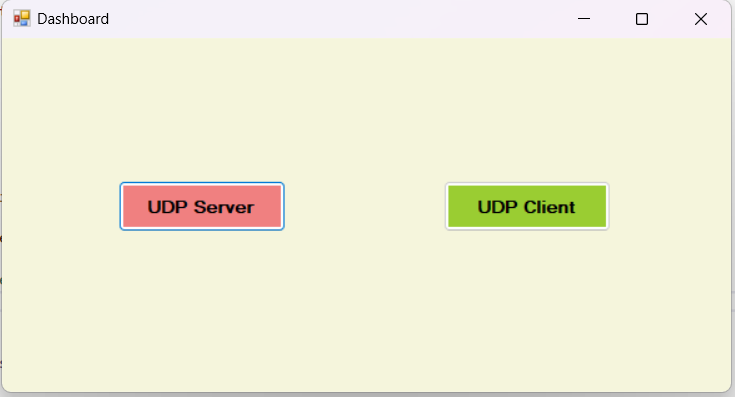 Dashboard
UDP Server
UDP Client